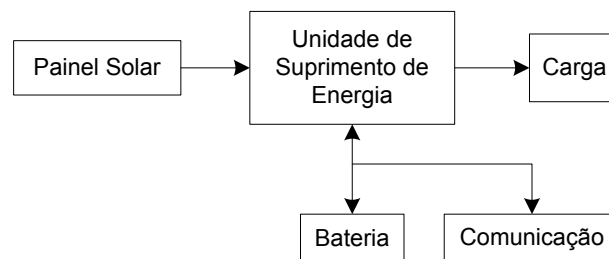 Painel Solar
Unidade de
Suprimento de
Energia
Carga
Bateria
Comunicação